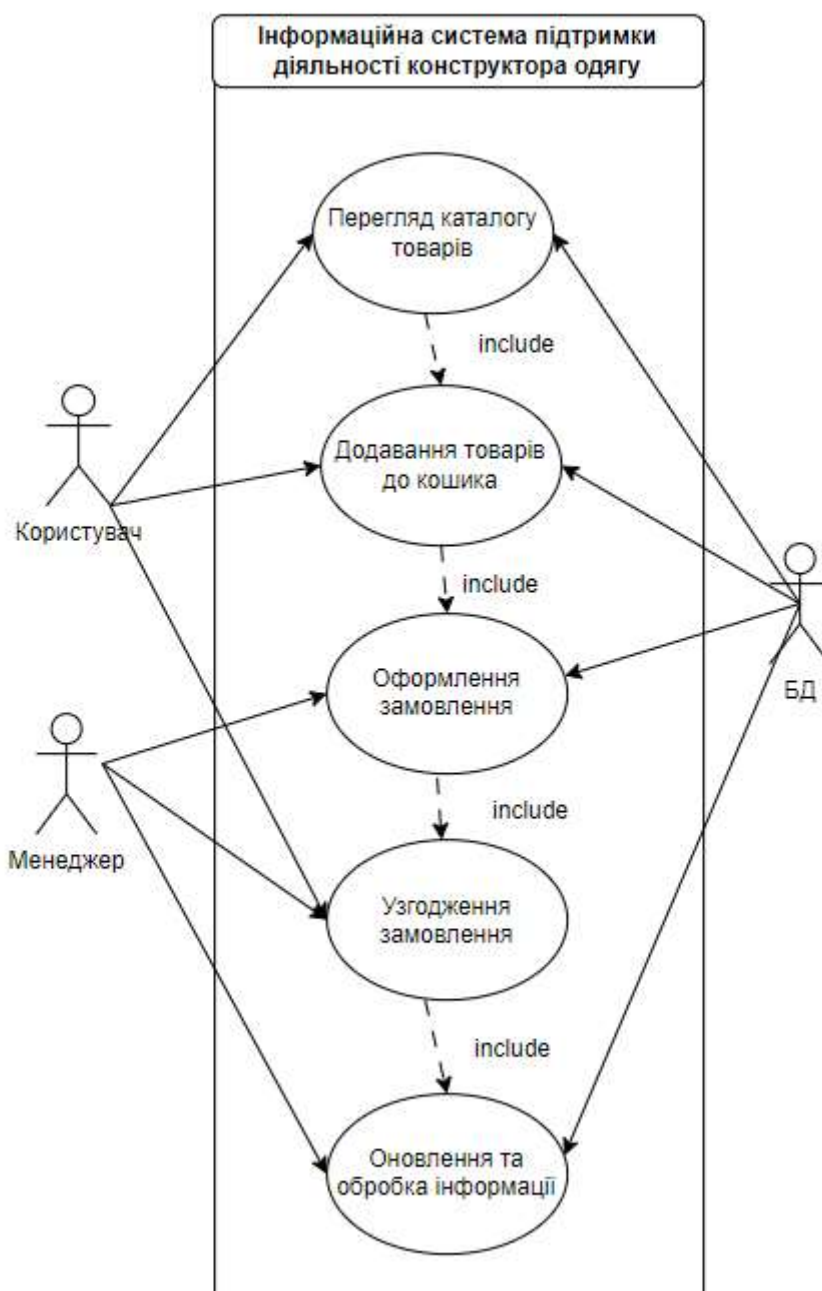 Інформаційна система підтримки
діяльності конструктора одягу
Перегляд каталогу
товарів
include
Додавання товарів
до кошика
Користувач
include
Оформлення
замовлення
БД
Менеджер
include
Узгодження
замовлення
include
Оновлення та
обробка інформації